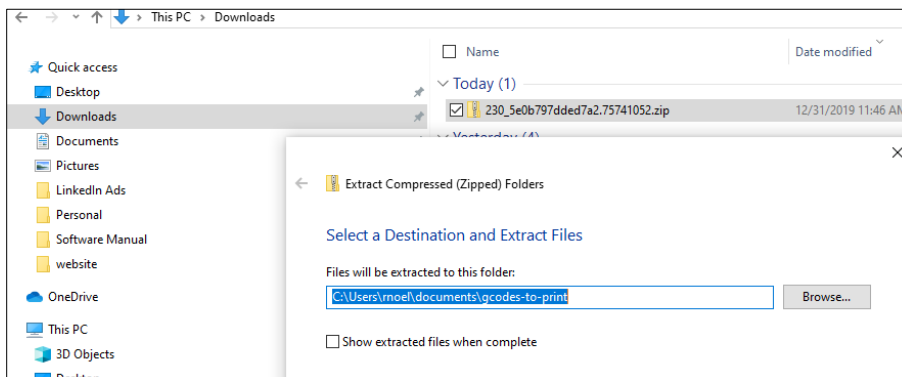 This PC > Downloads
Name
Date modified
Quick access
Today (1)
Desktop
Downloads
230_5e0b797dded7a2.75741052.zip
12/31/2019 11:46 AM
Documents
Yesterday (4)
Pictures
Extract Compressed (Zipped) Folders
LinkedIn Ads
Personal
Software Manual
Select a Destination and Extract Files
website
Files will be extracted to this folder:
OneDrive
C:\Users\rnoel\documents\gcodes-to-print
Browse...
This PC
Show extracted files when complete
3D Objects
Desktop